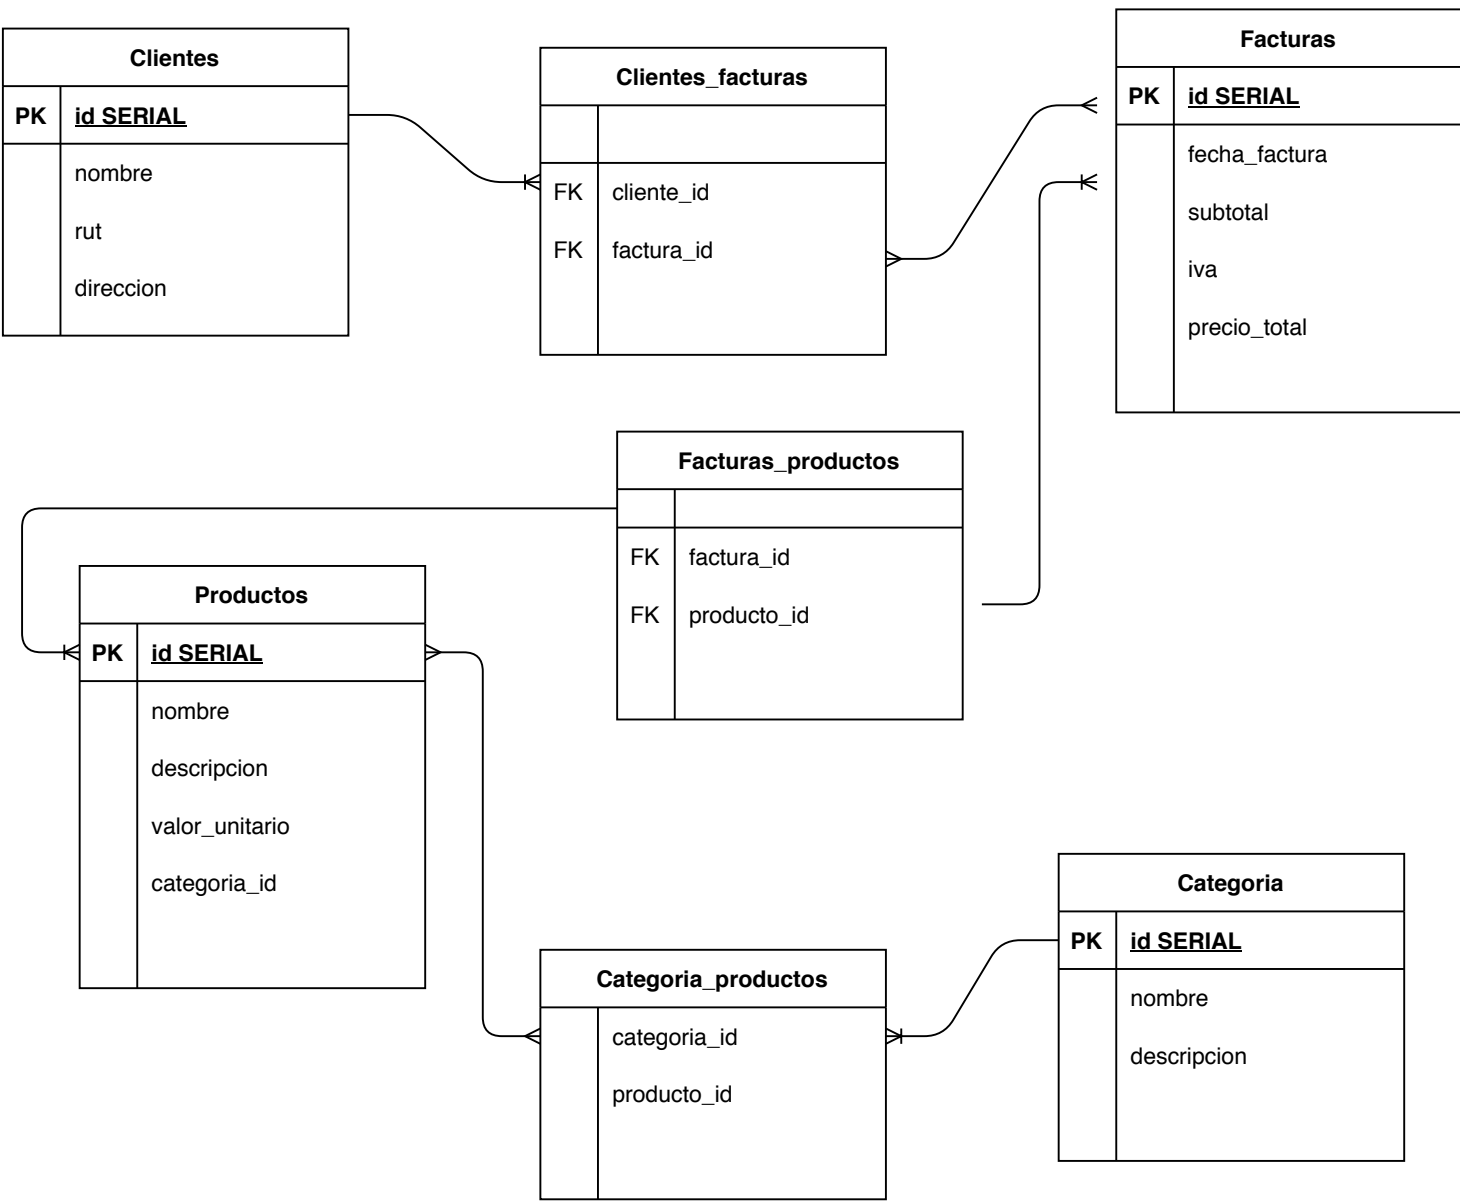 Clientes
PK id SERIAL
nombre
rut
direccion
Clientes_facturas
FK cliente_id
FK factura_id
Facturas
PK id SERIAL
fecha_factura
subtotal
iva
precio_total
Facturas_productos
FK factura_id
FK producto_id
Productos
PK id SERIAL
nombre
descripcion
valor_unitario
categoria_id
Categoria_productos
categoria_id
producto_id
Categoria
PK id SERIAL
nombre
descripcion